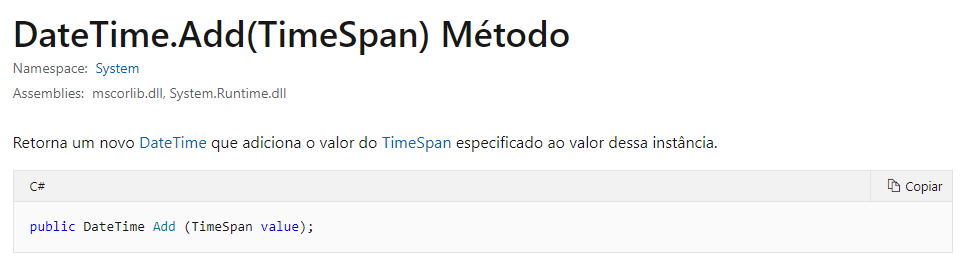 DateTime.Add(TimeSpan) Método
Namespace: System
Assemblies: mscorlib.dll, System.Runtime.dll
Retorna um novo DateTime que adiciona o valor do TimeSpan especificado ao valor dessa instância.
C# Copiar
public DateTime Add (TimeSpan value);